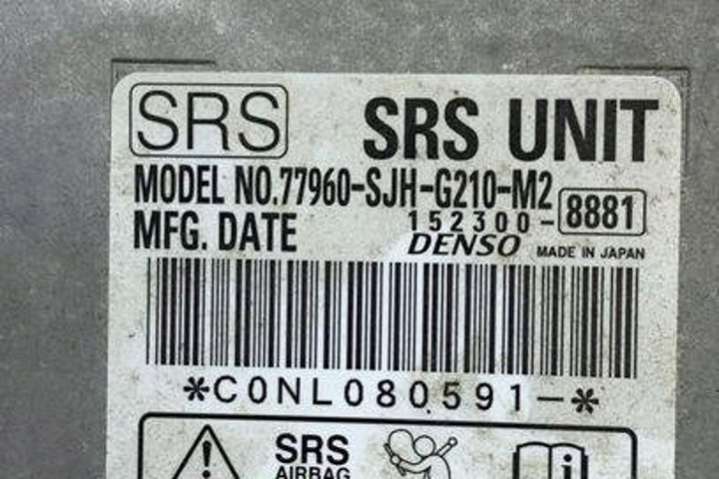 SRS SRS UNIT
MODEL NO.77960-SJH-G210-M2
152300-8881
MFG. DATE DENSO MADE IN JAPAN
*C0NL080591-*
SRS
AIRBAG